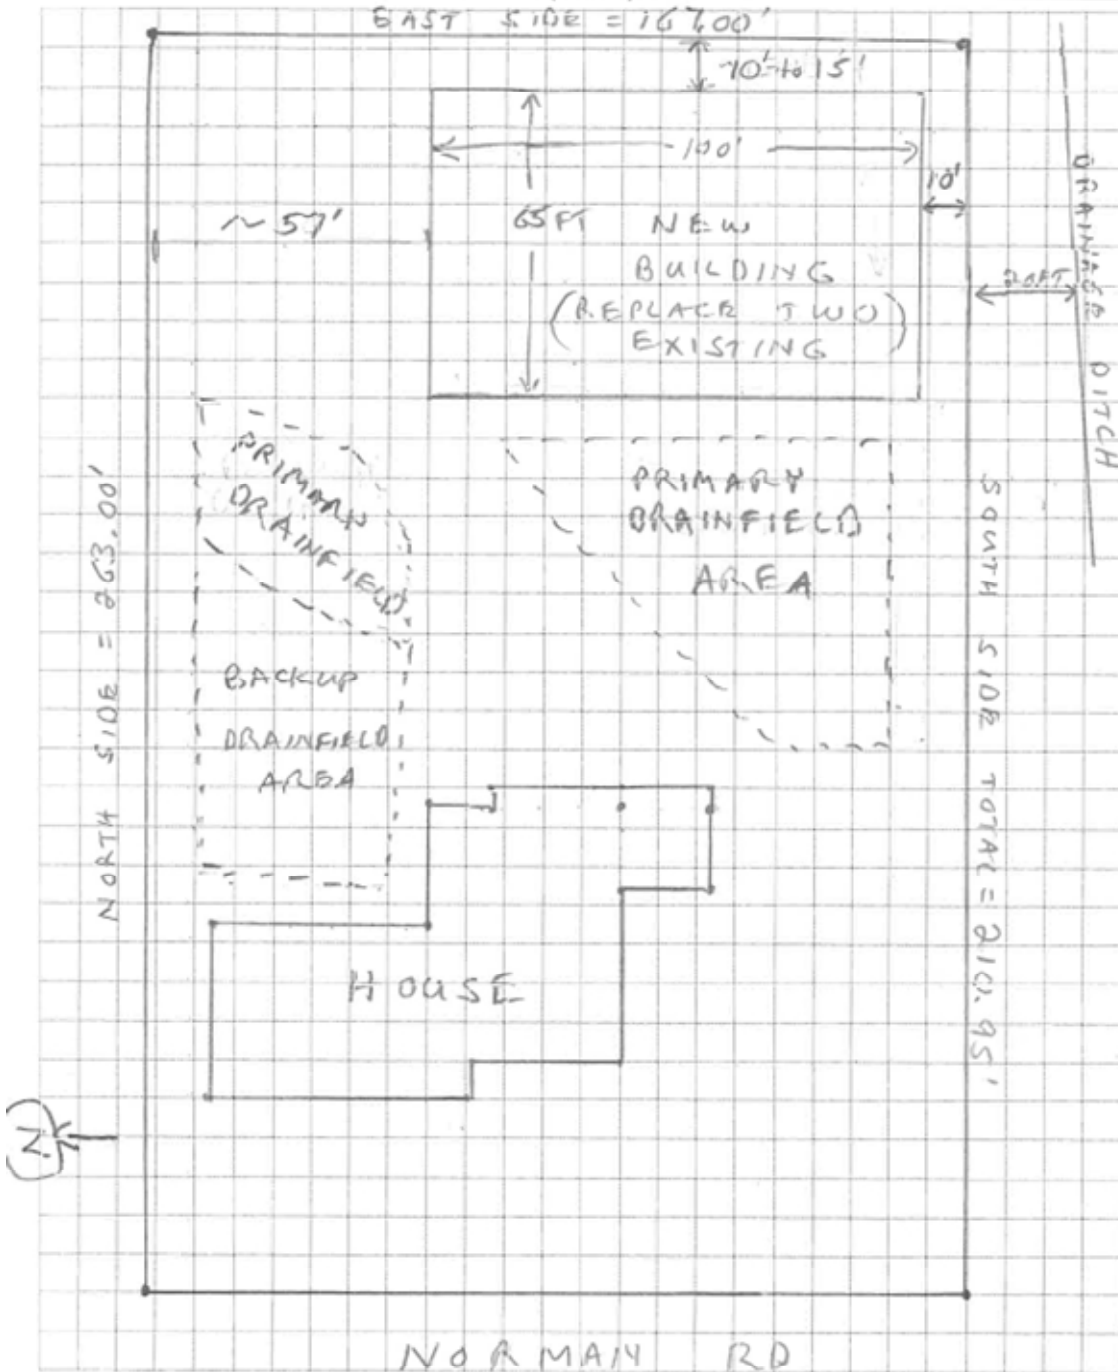 EAST SIDE = 167.00'
10' to 15'
100'
10'
~57'
65FT
NEW
BUILDING
(REPLACE TWO
EXISTING)
20FT
DRAINAGE DITCH
PRIMARY
DRAINFIELD
PRIMARY
DRAINFIELD
AREA
NORTH SIDE = 263.00'
SOUTH SIDE TOTAL = 210.95'
BACKUP
DRAINFIELD
AREA
HOUSE
N
NORMAN RD